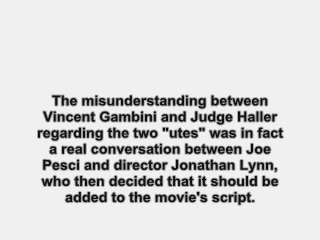 The misunderstanding between
Vincent Gambini and Judge Haller
regarding the two "utes" was in fact
a real conversation between Joe
Pesci and director Jonathan Lynn,
who then decided that it should be
added to the movie's script.